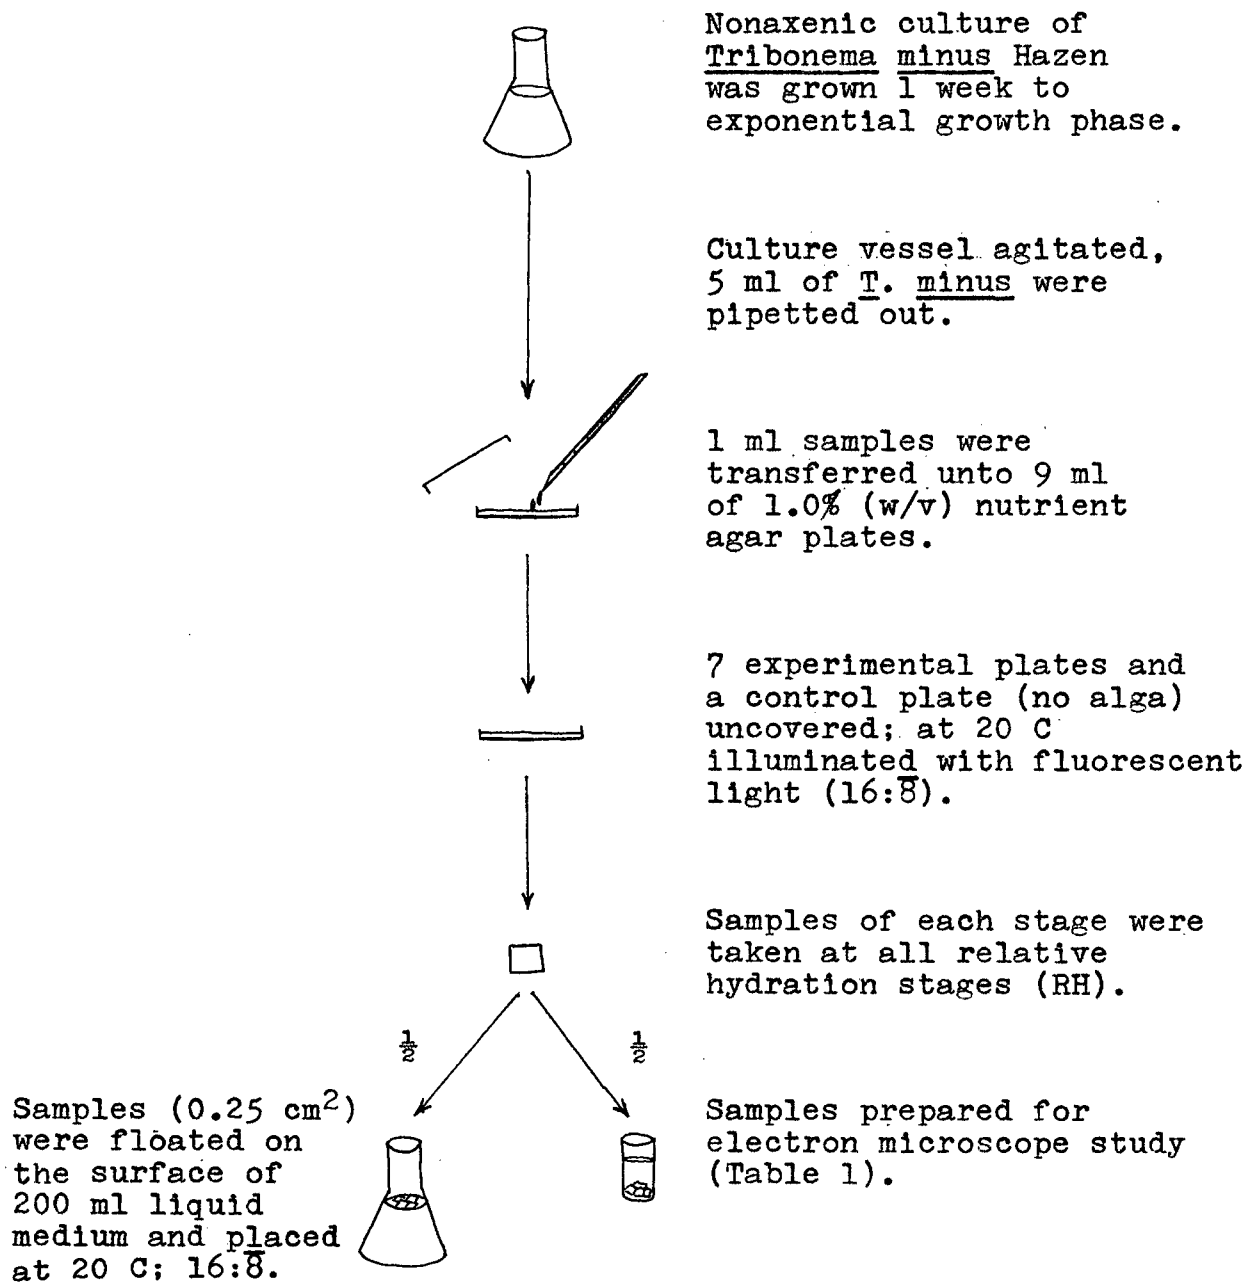 Nonaxenic culture of
Tribonema minus Hazen
was grown 1 week to
exponential growth phase.
Culture vessel agitated,
5 ml of T. minus were
pipetted out.
1 ml samples were
transferred unto 9 ml
of 1.0% (w/v) nutrient
agar plates.
7 experimental plates and
a control plate (no alga)
uncovered; at 20 C
illuminated with fluorescent
light (16:8̅).
Samples of each stage were
taken at all relative
hydration stages (RH).
½
½
Samples (0.25 cm²)
were floated on
the surface of
200 ml liquid
medium and placed
at 20 C; 16:8̅.
Samples prepared for
electron microscope study
(Table 1).